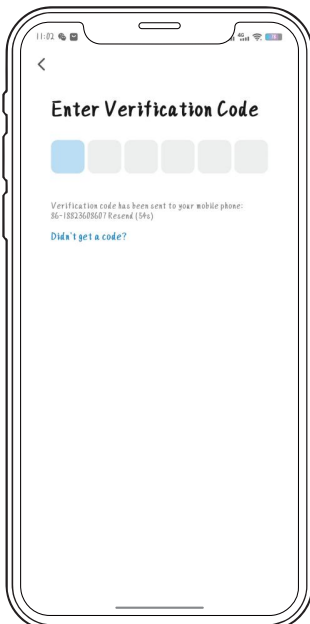 11:02
Enter Verification Code
Verification code has been sent to your mobile phone:
86-18823608607 Resend (54s)
Didn't get a code?